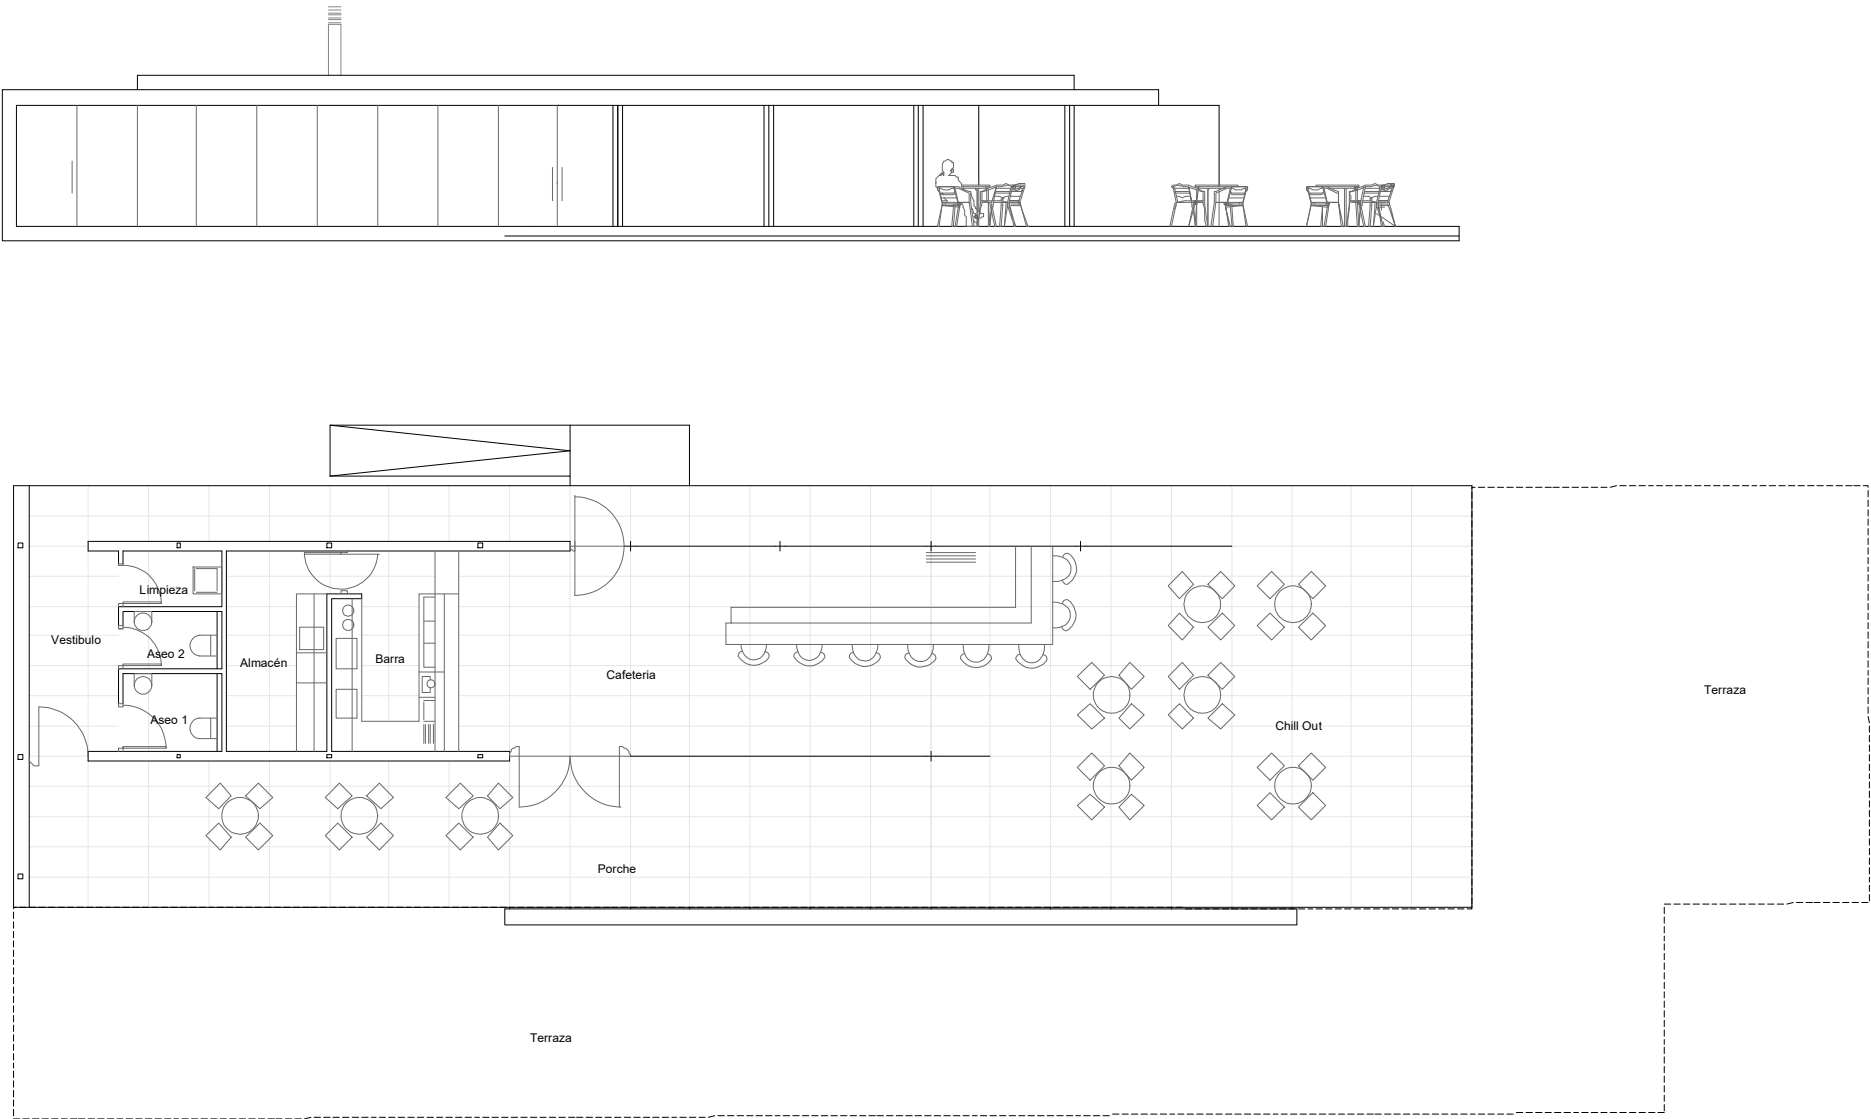 Limpieza
Vestibulo
Aseo 2
Almacén
Barra
Cafeteria
Aseo 1
Terraza
Chill Out
Porche
Terraza